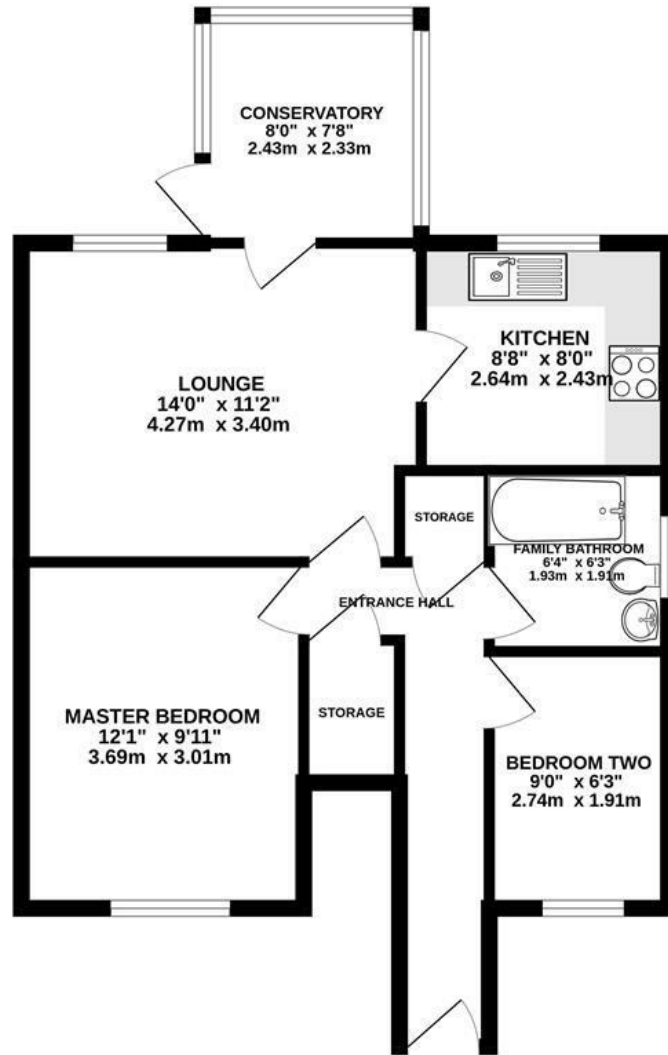 CONSERVATORY
8'0" x 7'8"
2.43m x 2.33m
KITCHEN
8'8" x 8'0"
2.64m x 2.43m
LOUNGE
14'0" x 11'2"
4.27m x 3.40m
STORAGE
FAMILY BATHROOM
6'4" x 6'3"
1.93m x 1.91m
ENTRANCE HALL
MASTER BEDROOM
12'1" x 9'11"
3.69m x 3.01m
STORAGE
BEDROOM TWO
9'0" x 6'3"
2.74m x 1.91m